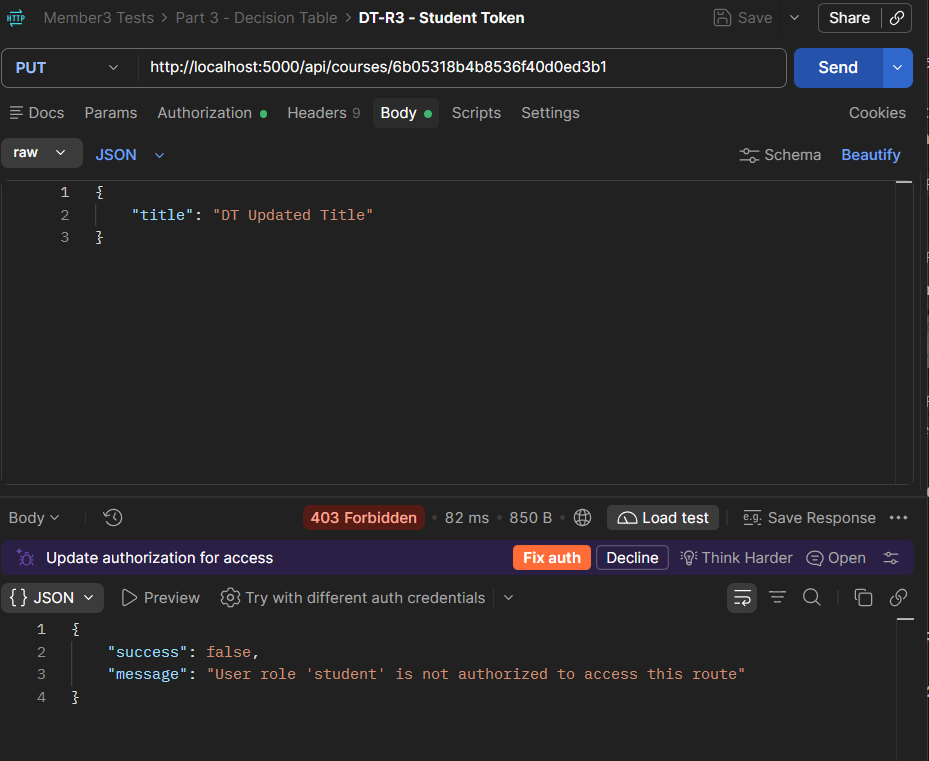 HTTP Member3 Tests > Part 3 - Decision Table > DT-R3 - Student Token Save Share
PUT http://localhost:5000/api/courses/6b05318b4b8536f40d0ed3b1 Send
Docs Params Authorization Headers 9 Body Scripts Settings Cookies
raw JSON Schema Beautify
1 {
2 "title": "DT Updated Title"
3 }
Body 403 Forbidden • 82 ms • 850 B Load test e.g. Save Response
Update authorization for access Fix auth Decline Think Harder Open
{} JSON Preview Try with different auth credentials
1 {
2 "success": false,
3 "message": "User role 'student' is not authorized to access this route"
4 }